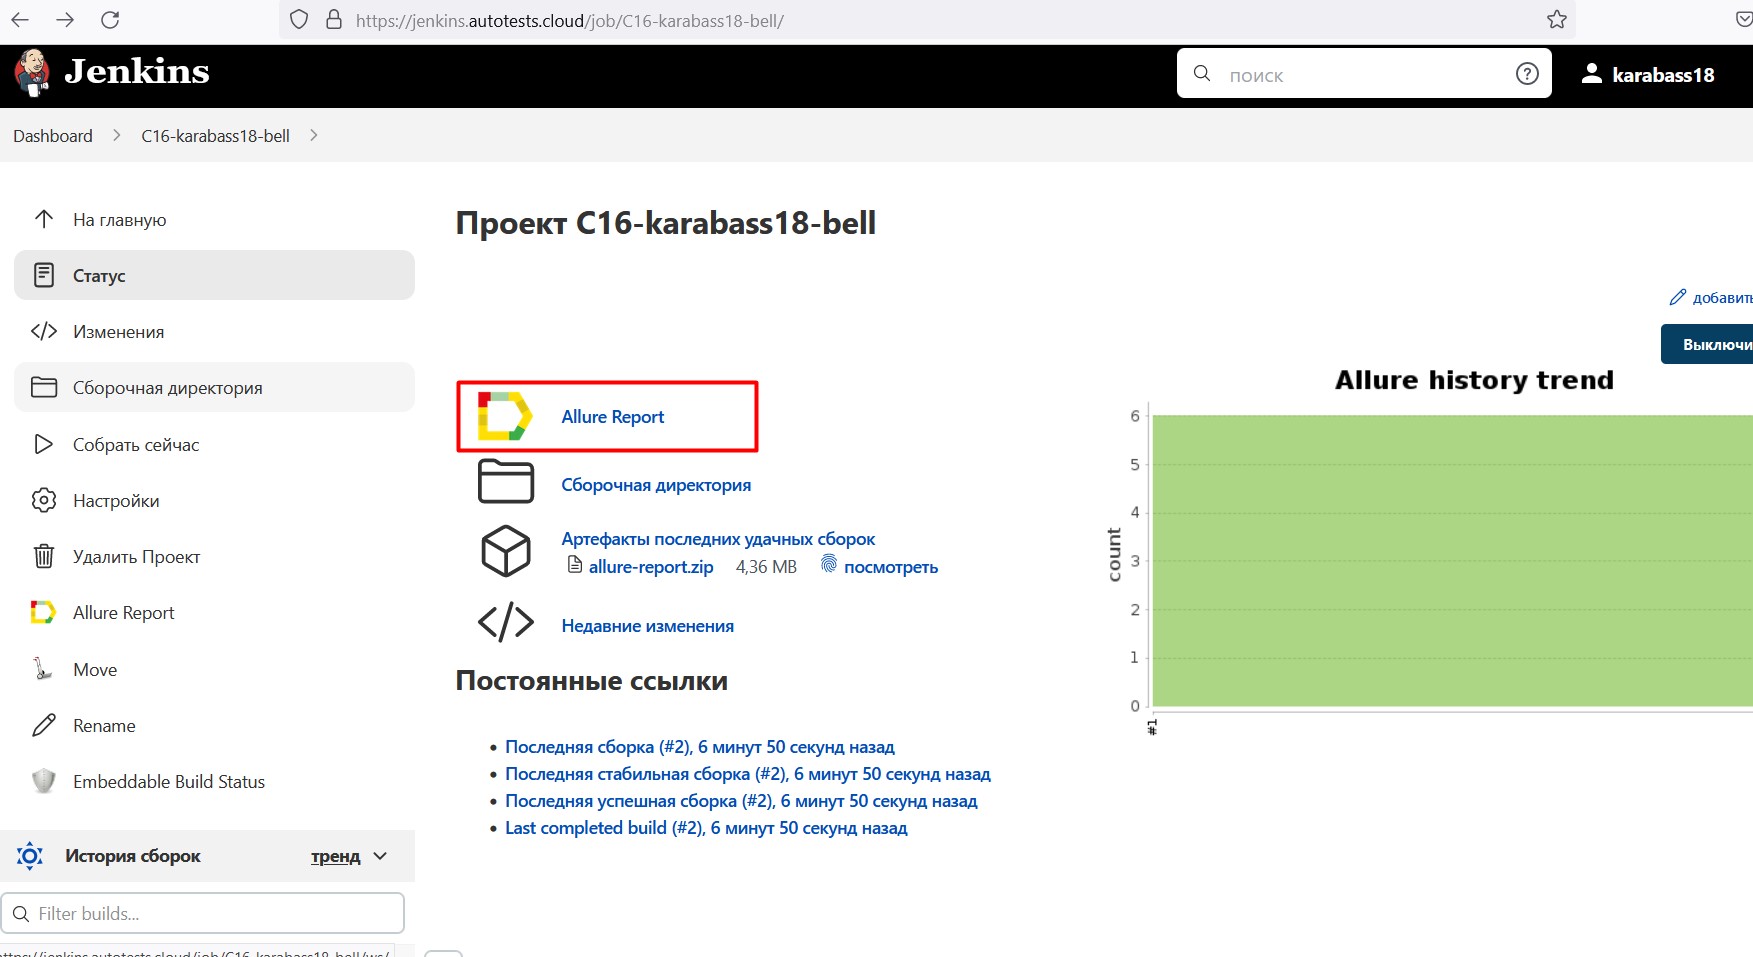 https://jenkins.autotests.cloud/job/C16-karabass18-bell/
Jenkins
поиск
karabass18
Dashboard
C16-karabass18-bell
На главную
Статус
Изменения
Сборочная директория
Собрать сейчас
Настройки
Удалить Проект
Allure Report
Move
Rename
Embeddable Build Status
История сборок
тренд
Filter builds...
Проект C16-karabass18-bell
добавить
Выключи
Allure Report
Сборочная директория
Артефакты последних удачных сборок
allure-report.zip 4,36 MB посмотреть
Недавние изменения
Постоянные ссылки
Последняя сборка (#2), 6 минут 50 секунд назад
Последняя стабильная сборка (#2), 6 минут 50 секунд назад
Последняя успешная сборка (#2), 6 минут 50 секунд назад
Last completed build (#2), 6 минут 50 секунд назад
Allure history trend
count
6
5
4
3
2
1
0
#1